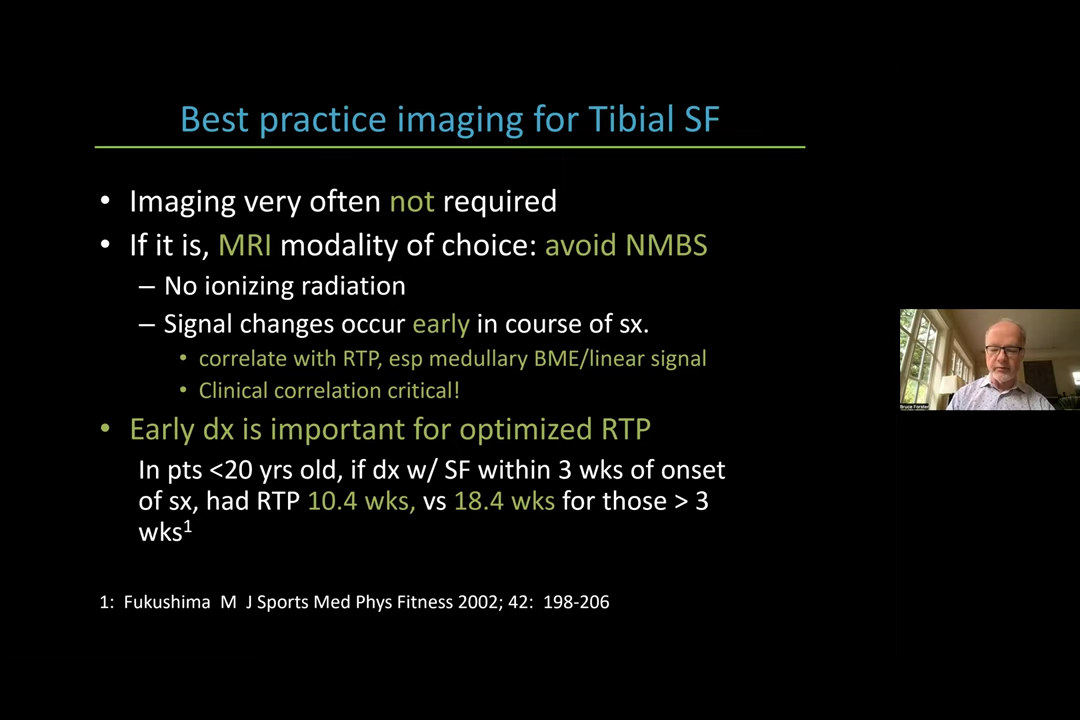 Best practice imaging for Tibial SF
• Imaging very often not required
• If it is, MRI modality of choice: avoid NMBS
– No ionizing radiation
– Signal changes occur early in course of sx.
• correlate with RTP, esp medullary BME/linear signal
• Clinical correlation critical!
• Early dx is important for optimized RTP
In pts <20 yrs old, if dx w/ SF within 3 wks of onset
of sx, had RTP 10.4 wks, vs 18.4 wks for those > 3
wks1
1: Fukushima M J Sports Med Phys Fitness 2002; 42: 198-206
Bruce Forster